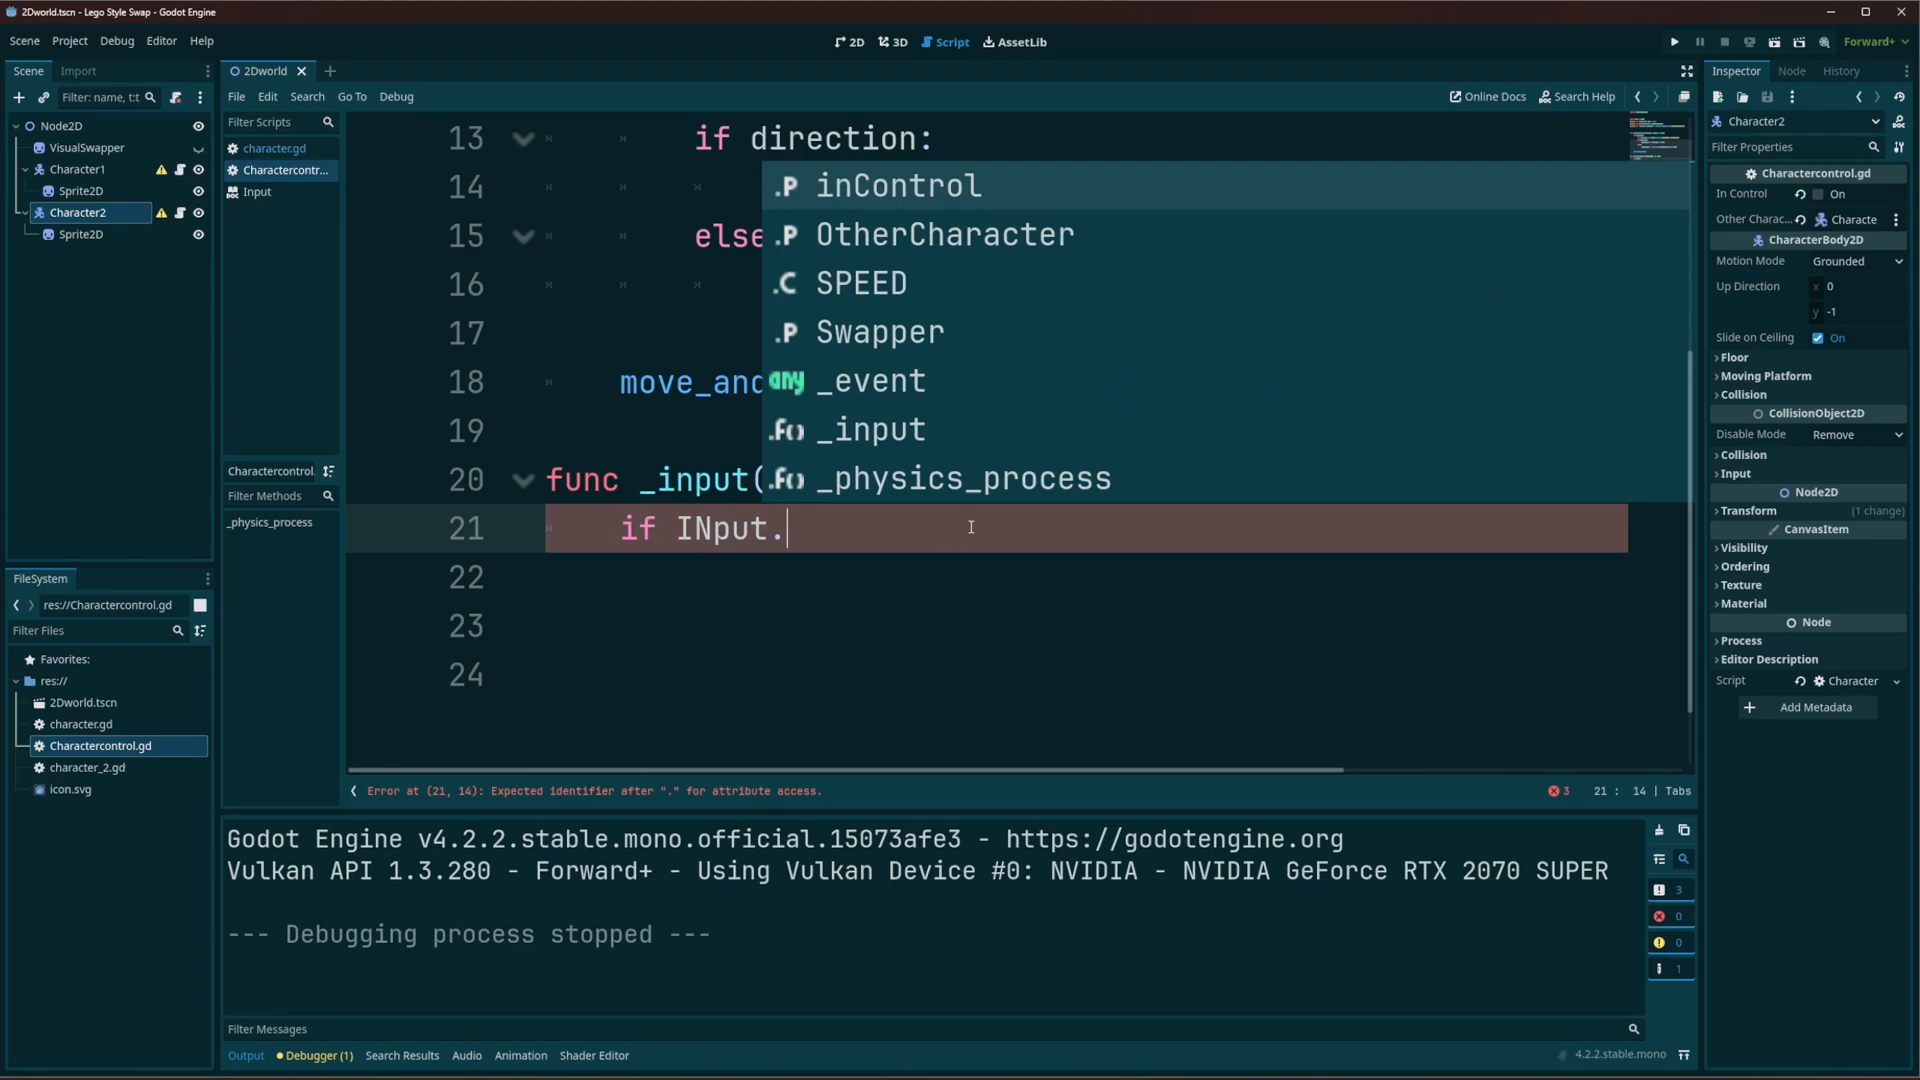 2Dworld.tscn - Lego Style Swap - Godot Engine
Scene Project Debug Editor Help
2D 3D Script AssetLib
Forward+
Scene Import
Filter: name, t:t
Node2D
VisualSwapper
Character1
Sprite2D
Character2
Sprite2D
FileSystem
res://Charactercontrol.gd
Filter Files
Favorites:
res://
2Dworld.tscn
character.gd
Charactercontrol.gd
character_2.gd
icon.svg
2Dworld
File Edit Search Go To Debug
Online Docs Search Help
Filter Scripts
character.gd
Charactercontr...
Input
Charactercontrol.
Filter Methods
_physics_process
13 if direction:
14
15 else
16
17
18 move_and
19
20 func _input(
21 if INput.
22
23
24
.P inControl
.P OtherCharacter
.C SPEED
.P Swapper
any _event
.f() _input
.f() _physics_process
Error at (21, 14): Expected identifier after "." for attribute access.
3 21 : 14 | Tabs
Godot Engine v4.2.2.stable.mono.official.15073afe3 - https://godotengine.org
Vulkan API 1.3.280 - Forward+ - Using Vulkan Device #0: NVIDIA - NVIDIA GeForce RTX 2070 SUPER
--- Debugging process stopped ---
3
0
0
1
Filter Messages
Output Debugger (1) Search Results Audio Animation Shader Editor
4.2.2.stable.mono
Inspector Node History
Character2
Filter Properties
Charactercontrol.gd
In Control On
Other Charac... Characte
CharacterBody2D
Motion Mode Grounded
Up Direction x 0
y -1
Slide on Ceiling On
Floor
Moving Platform
Collision
CollisionObject2D
Disable Mode Remove
Collision
Input
Node2D
Transform (1 change)
CanvasItem
Visibility
Ordering
Texture
Material
Node
Process
Editor Description
Script Character
Add Metadata